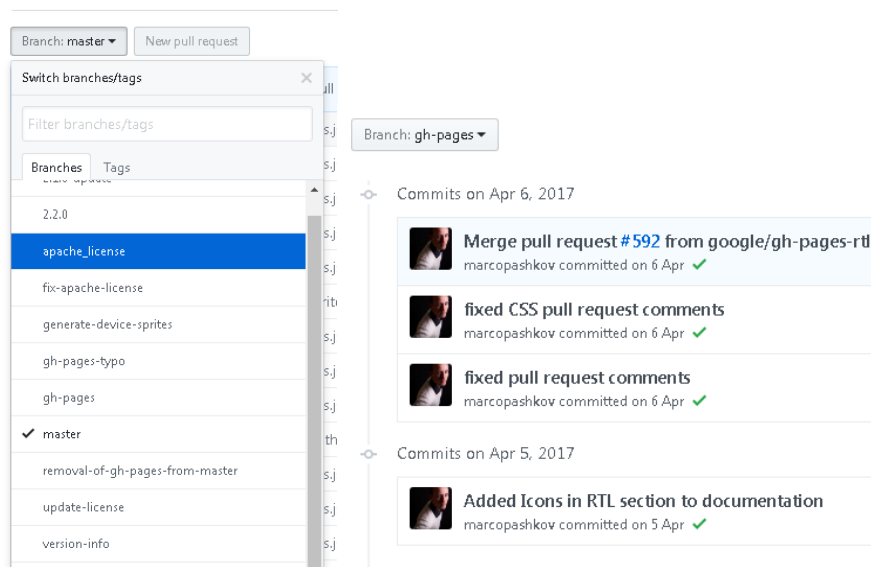 Branch: master
New pull request
Switch branches/tags
Filter branches/tags
Branches
Tags
2.2.0
apache_license
fix-apache-license
generate-device-sprites
gh-pages-typo
gh-pages
master
removal-of-gh-pages-from-master
update-license
version-info
Branch: gh-pages
Commits on Apr 6, 2017
Merge pull request #592 from google/gh-pages-rtl
marcopashkov committed on 6 Apr
fixed CSS pull request comments
marcopashkov committed on 6 Apr
fixed pull request comments
marcopashkov committed on 6 Apr
Commits on Apr 5, 2017
Added Icons in RTL section to documentation
marcopashkov committed on 5 Apr